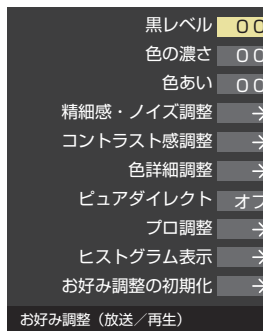 黒レベル 00
色の濃さ 00
色あい 00
精細感・ノイズ調整 →
コントラスト感調整 →
色詳細調整 →
ピュアダイレクト オフ
プロ調整 →
ヒストグラム表示 →
お好み調整の初期化 →
お好み調整（放送／再生）